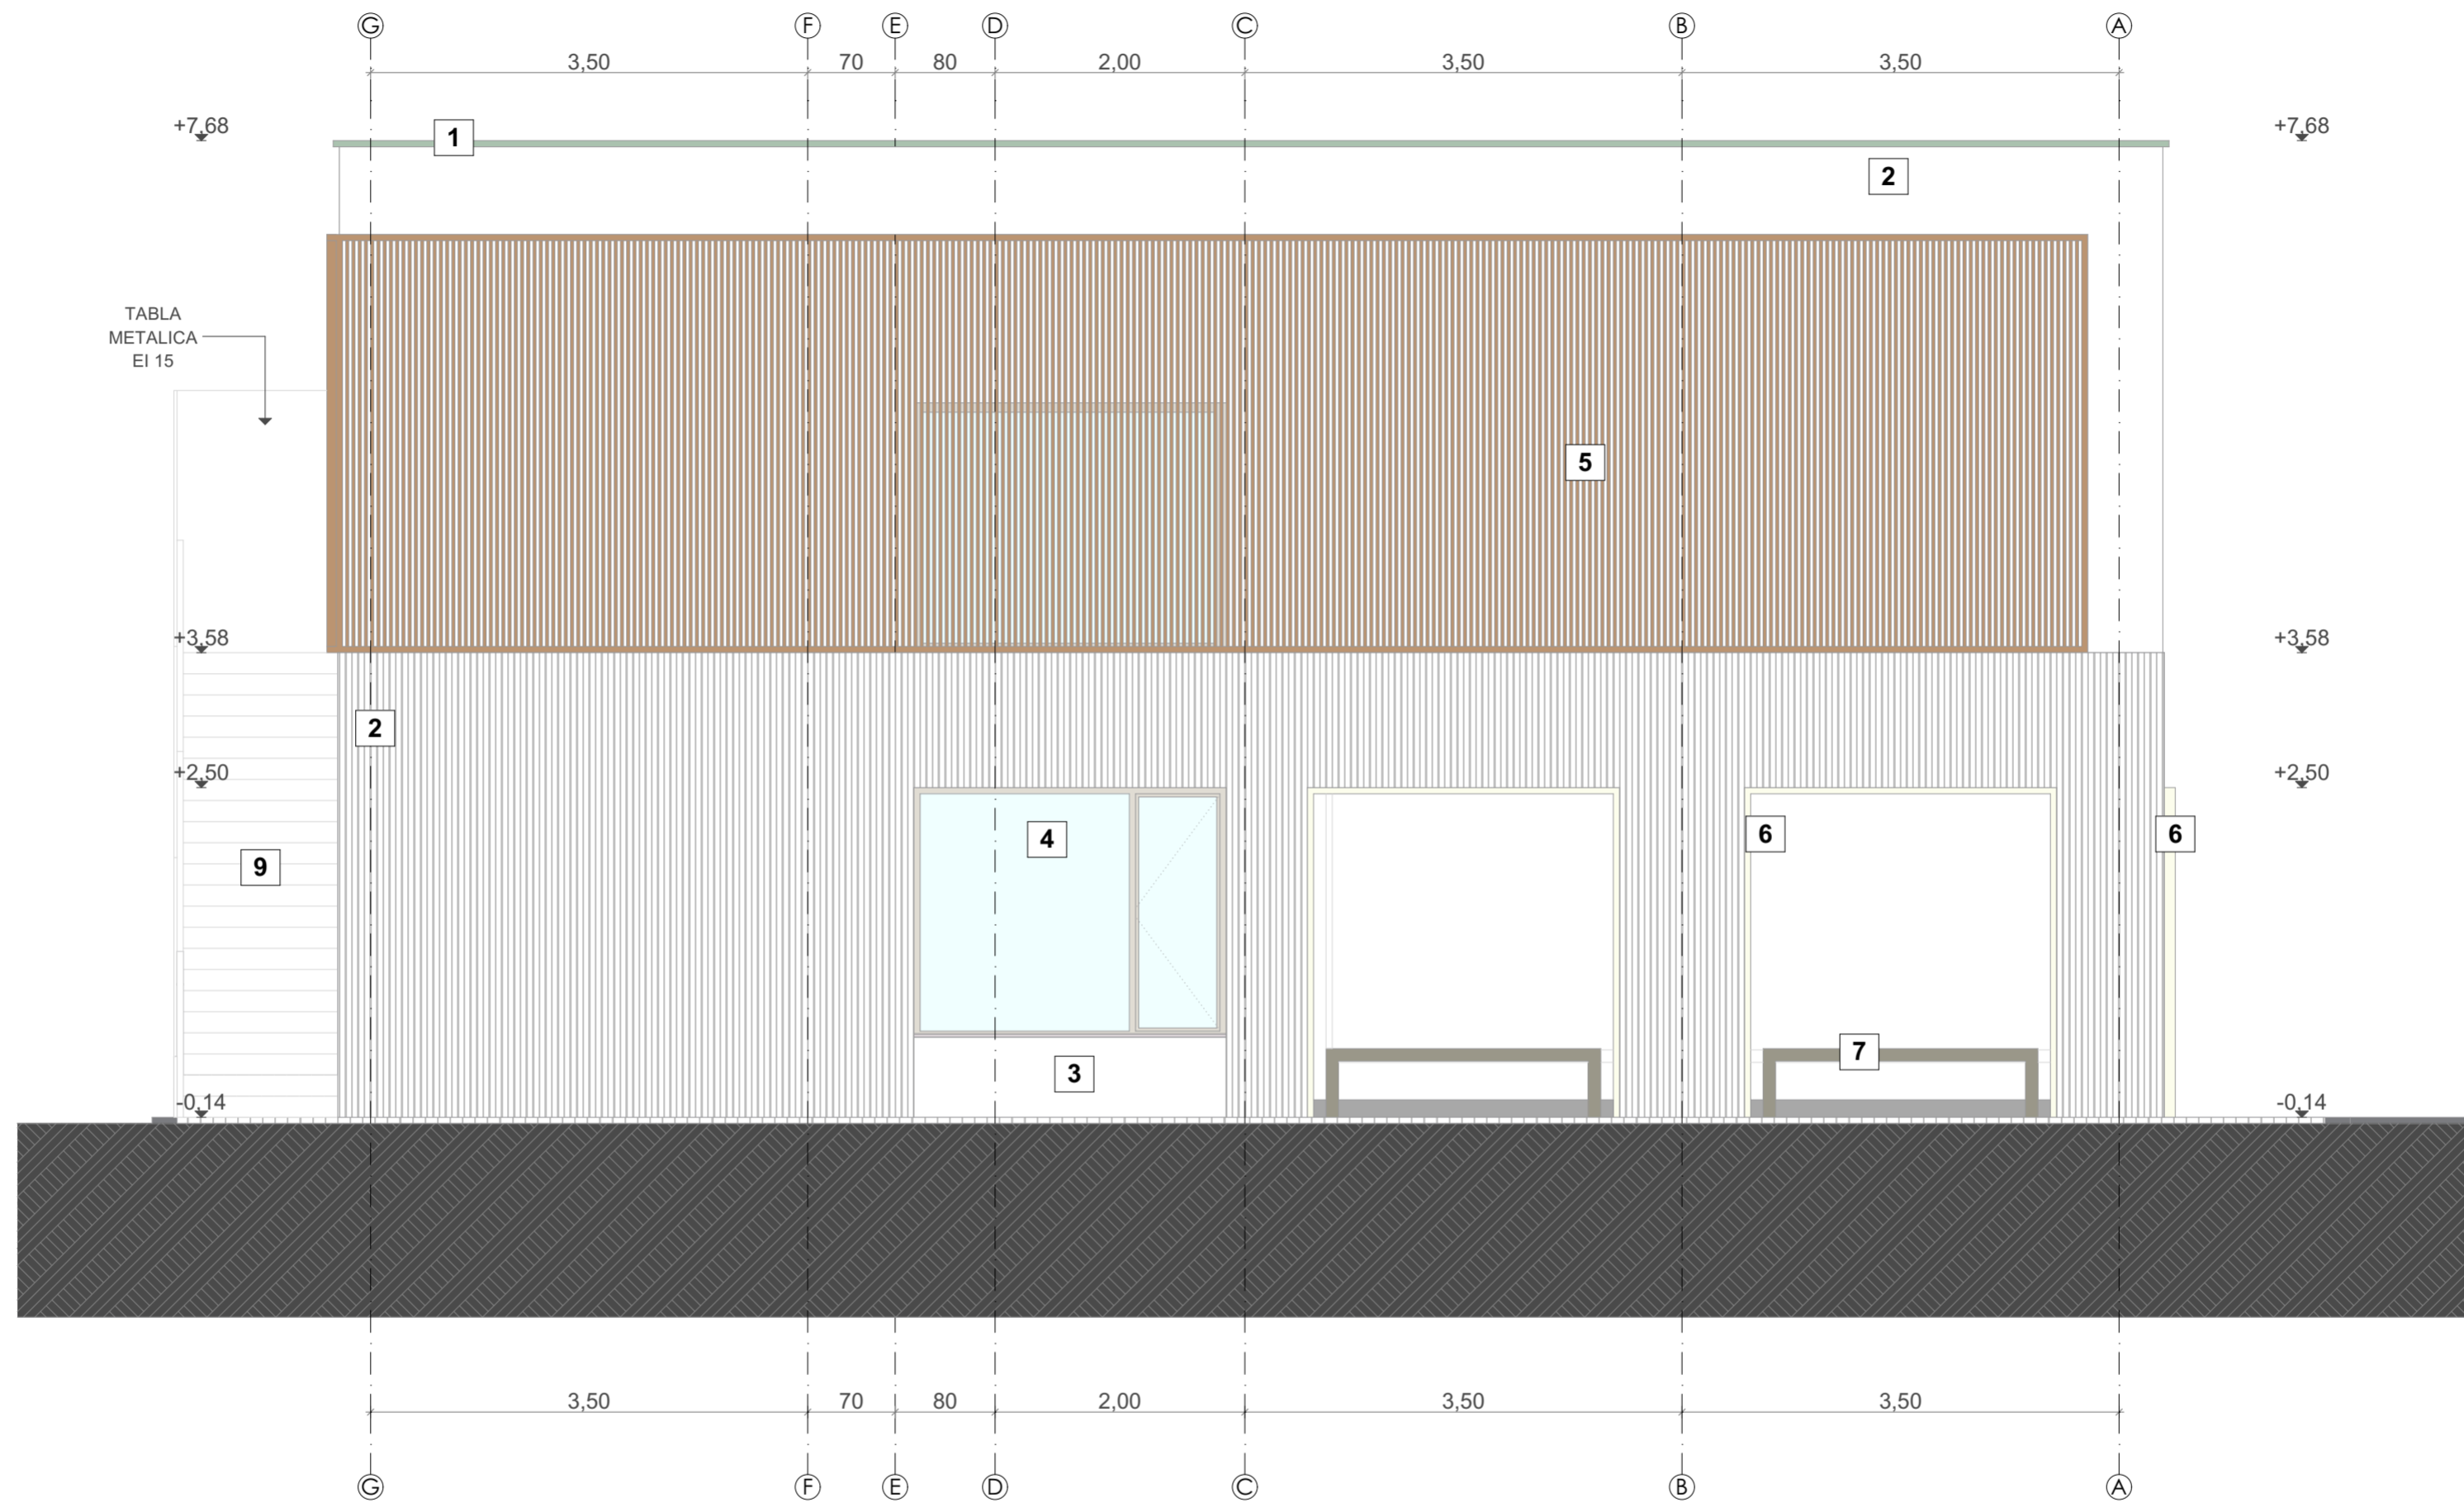 G F E D C B A
3,50 70 80 2,00 3,50 3,50
+7,68 +7,68
1
2
TABLA
METALICA
EI 15
5
+3,58 +3,58
2
+2,50 +2,50
4 6 6
9
7
3
-0,14 -0,14
3,50 70 80 2,00 3,50 3,50
G F E D C B A